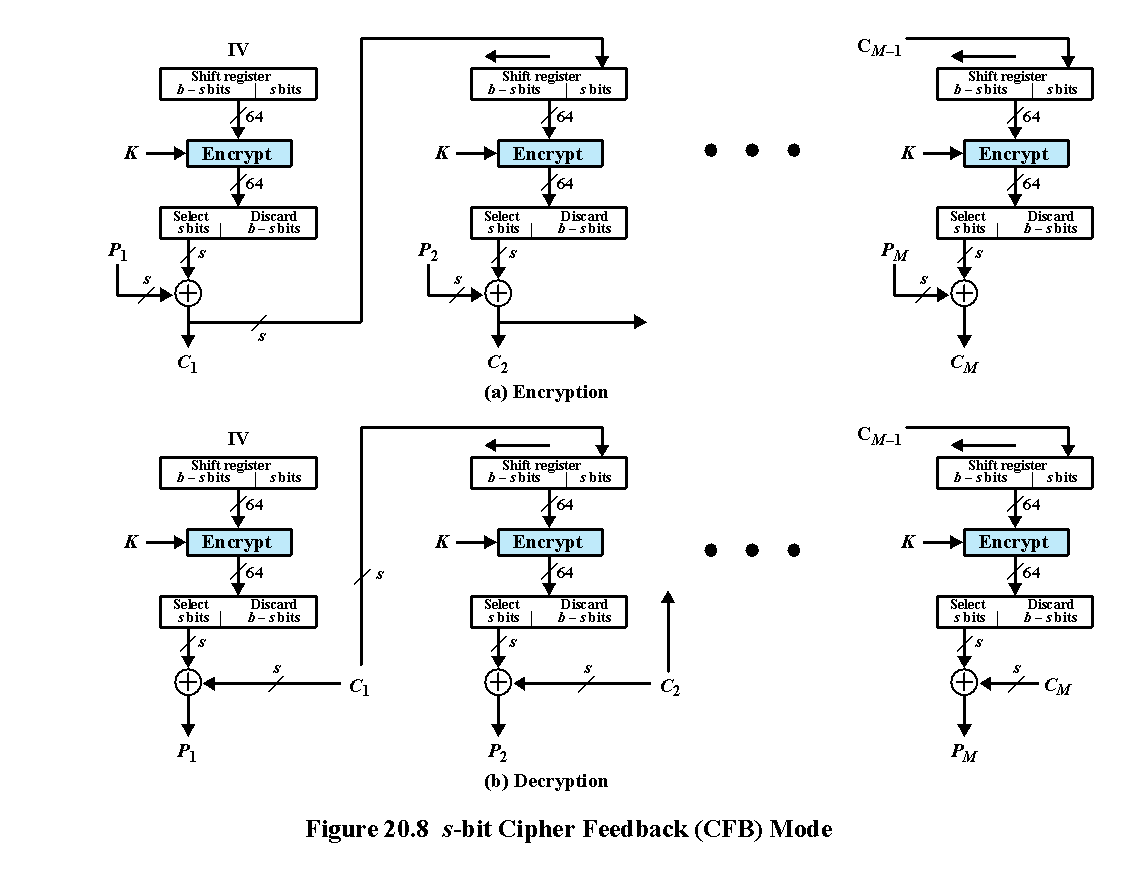 IV
C M–1
Shift register Shift register Shift register
b – s bits | s bits b – s bits | s bits b – s bits | s bits
64 64 64
K Encrypt K Encrypt K Encrypt
64 64 64
Select Discard Select Discard Select Discard
s bits | b – s bits s bits | b – s bits s bits | b – s bits
P1 s P2 s PM s
s s s
s
C1 C2 CM
(a) Encryption
IV
C M–1
Shift register Shift register Shift register
b – s bits | s bits b – s bits | s bits b – s bits | s bits
64 64 64
K Encrypt K Encrypt K Encrypt
64 64 64
s
Select Discard Select Discard Select Discard
s bits | b – s bits s bits | b – s bits s bits | b – s bits
s s s
s C1 s C2 s CM
P1 P2 PM
(b) Decryption
Figure 20.8 s-bit Cipher Feedback (CFB) Mode